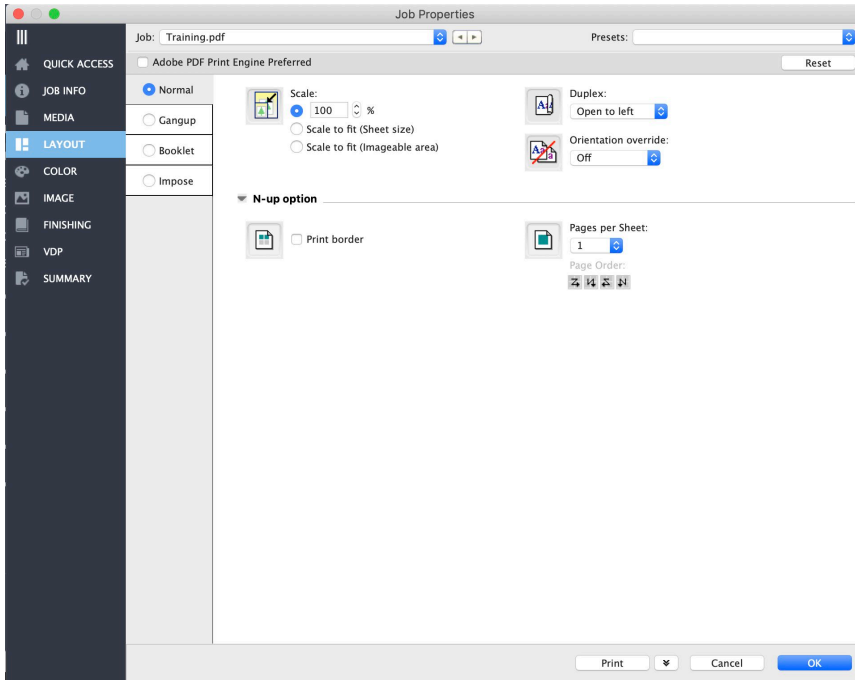 Job Properties
Job: Training.pdf
Presets:
Adobe PDF Print Engine Preferred
Reset
QUICK ACCESS
JOB INFO
MEDIA
LAYOUT
COLOR
IMAGE
FINISHING
VDP
SUMMARY
Normal
Gangup
Booklet
Impose
Scale:
100 %
Scale to fit (Sheet size)
Scale to fit (Imageable area)
Duplex:
Open to left
Orientation override:
Off
N-up option
Print border
Pages per Sheet:
1
Page Order:
Print
Cancel
OK